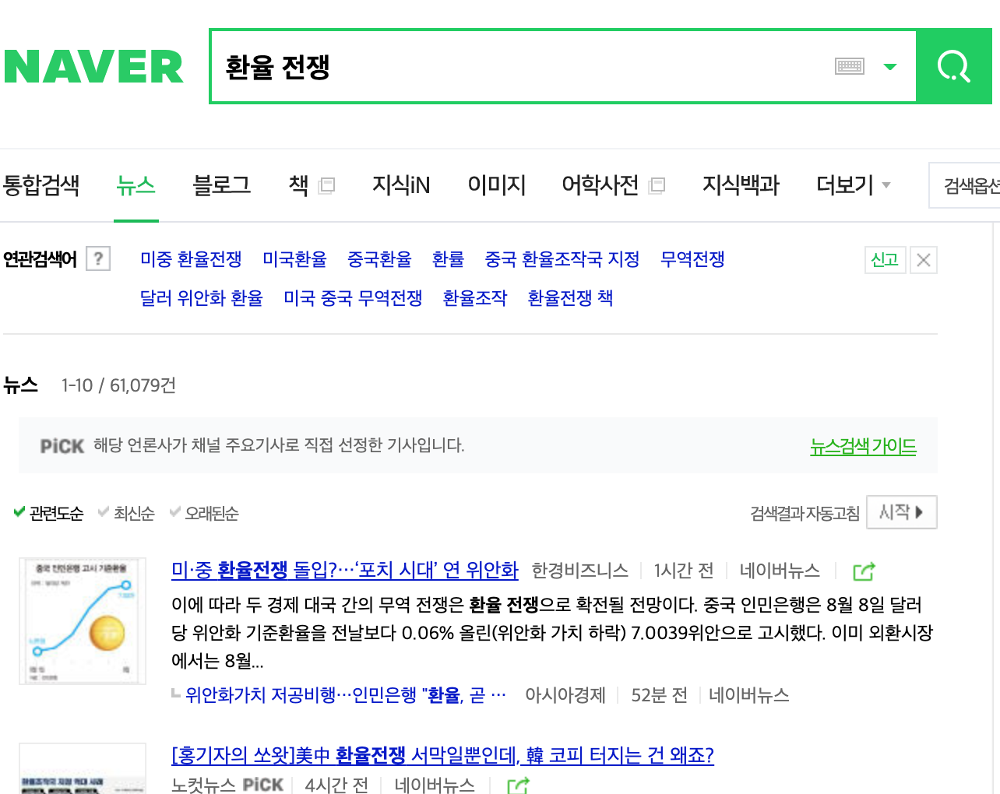 NAVER
환율 전쟁
통합검색 뉴스 블로그 책 지식iN 이미지 어학사전 지식백과 더보기 검색옵션
연관검색어 ? 미중 환율전쟁 미국환율 중국환율 환률 중국 환율조작국 지정 무역전쟁 신고
달러 위안화 환율 미국 중국 무역전쟁 환율조작 환율전쟁 책
뉴스 1-10 / 61,079건
PiCK 해당 언론사가 채널 주요기사로 직접 선정한 기사입니다. 뉴스검색 가이드
관련도순 최신순 오래된순 검색결과 자동고침 시작
중국 인민은행 고시 기준환율
미·중 환율전쟁 돌입?…‘포치 시대’ 연 위안화 한경비즈니스 1시간 전 네이버뉴스
이에 따라 두 경제 대국 간의 무역 전쟁은 환율 전쟁으로 확전될 전망이다. 중국 인민은행은 8월 8일 달러
당 위안화 기준환율을 전날보다 0.06% 올린(위안화 가치 하락) 7.0039위안으로 고시했다. 이미 외환시장
에서는 8월...
위안화가치 저공비행…인민은행 "환율, 곧 … 아시아경제 52분 전 네이버뉴스
[홍기자의 쏘왓]美中 환율전쟁 서막일뿐인데, 韓 코피 터지는 건 왜죠?
환율조작국 지정 확대 사례
노컷뉴스 PiCK 4시간 전 네이버뉴스